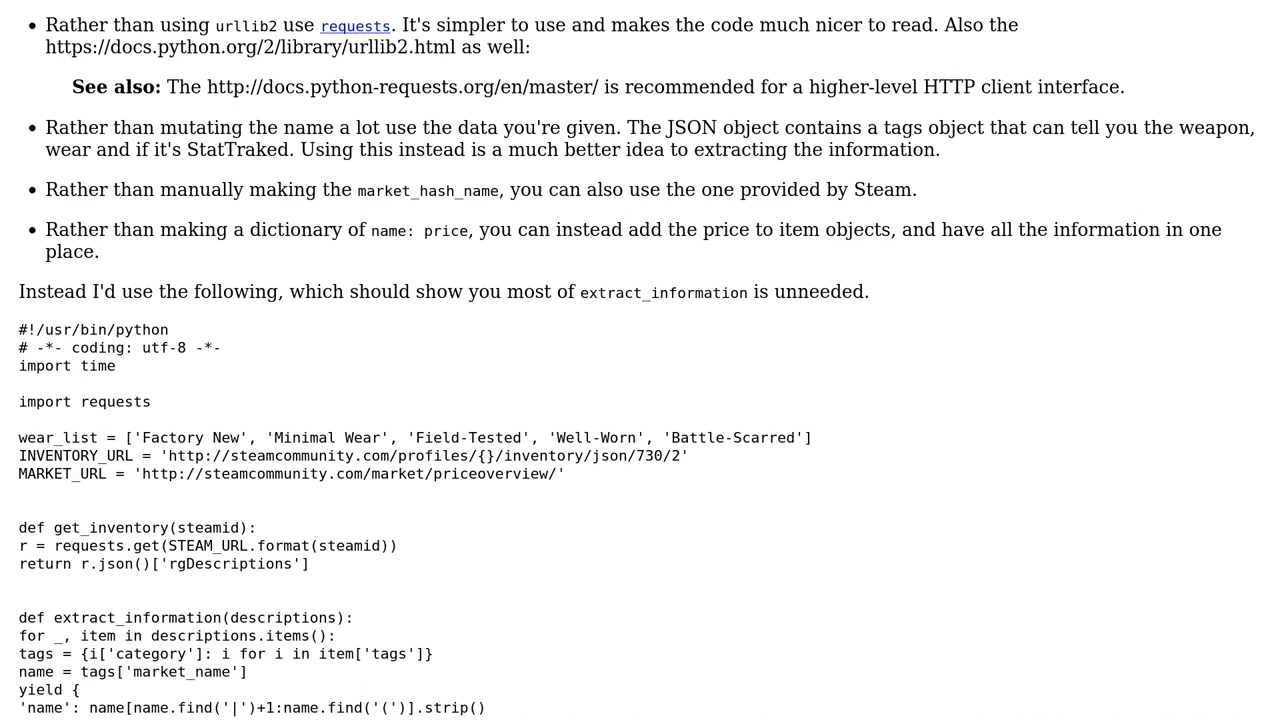 Rather than using urllib2 use requests. It's simpler to use and makes the code much nicer to read. Also the
https://docs.python.org/2/library/urllib2.html as well:
See also: The http://docs.python-requests.org/en/master/ is recommended for a higher-level HTTP client interface.
Rather than mutating the name a lot use the data you're given. The JSON object contains a tags object that can tell you the weapon,
wear and if it's StatTraked. Using this instead is a much better idea to extracting the information.
Rather than manually making the market_hash_name, you can also use the one provided by Steam.
Rather than making a dictionary of name: price, you can instead add the price to item objects, and have all the information in one
place.
Instead I'd use the following, which should show you most of extract_information is unneeded.
#!/usr/bin/python
# -*- coding: utf-8 -*-
import time
import requests
wear_list = ['Factory New', 'Minimal Wear', 'Field-Tested', 'Well-Worn', 'Battle-Scarred']
INVENTORY_URL = 'http://steamcommunity.com/profiles/{}/inventory/json/730/2'
MARKET_URL = 'http://steamcommunity.com/market/priceoverview/'
def get_inventory(steamid):
r = requests.get(STEAM_URL.format(steamid))
return r.json()['rgDescriptions']
def extract_information(descriptions):
for _, item in descriptions.items():
tags = {i['category']: i for i in item['tags']}
name = tags['market_name']
yield {
'name': name[name.find('|')+1:name.find('(')].strip()